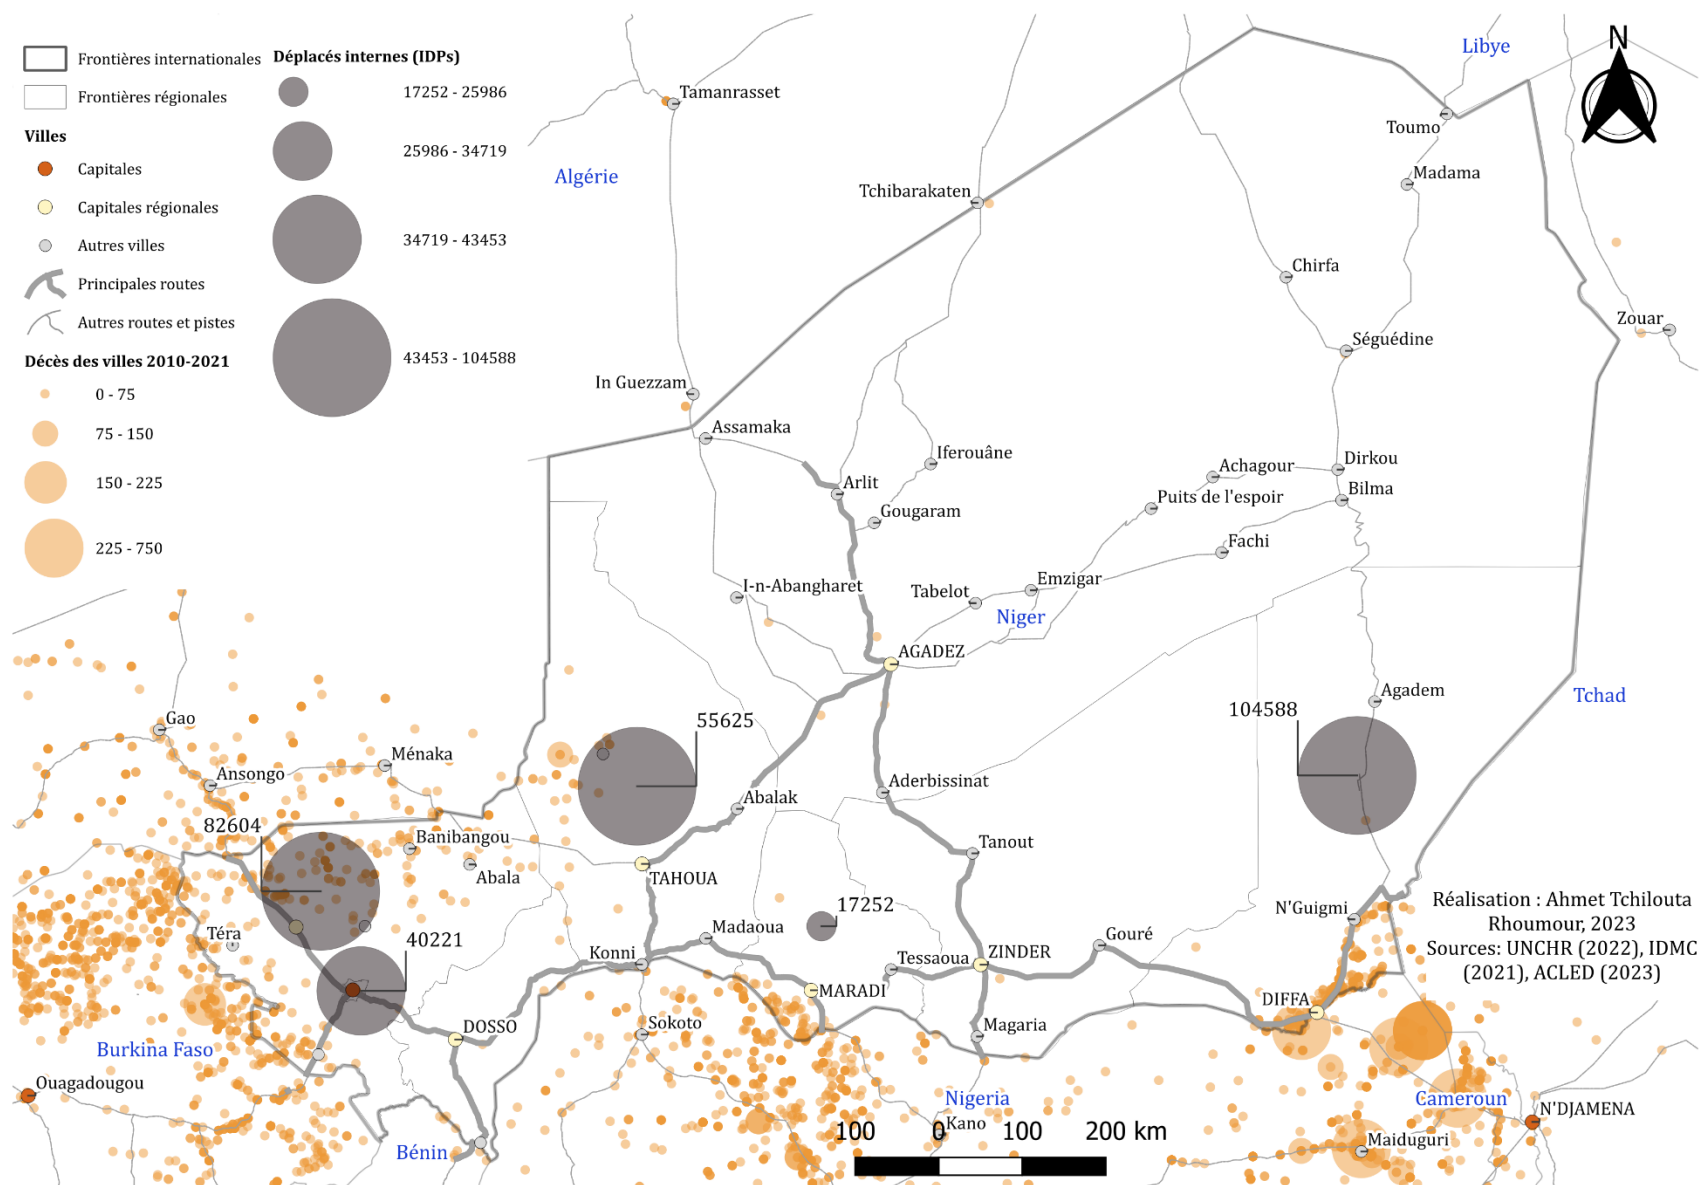 Frontières internationales
Frontières régionales
Villes
Capitales
Capitales régionales
Autres villes
Principales routes
Autres routes et pistes
Décès des villes 2010-2021
0 - 75
75 - 150
150 - 225
225 - 750
Déplacés internes (IDPs)
17252 - 25986
25986 - 34719
34719 - 43453
43453 - 104588
N
Libye
Tamanrasset
Toumo
Algérie
Madama
Tchibarakaten
Chirfa
Zouar
Séguédine
In Guezzam
Assamaka
Iferouâne
Achagour
Dirkou
Arlit
Puits de l'espoir
Bilma
Gougaram
Fachi
I-n-Abangharet
Tabelot
Emzigar
Niger
AGADEZ
Agadem
Tchad
Gao
55625
104588
Ménaka
Ansongo
Abalak
Aderbissinat
82604
Banibangou
Abala
TAHOUA
Tanout
17252
N'Guigmi
Réalisation : Ahmet Tchilouta
Rhoumour, 2023
Sources: UNCHR (2022), IDMC
(2021), ACLED (2023)
Téra
40221
Madaoua
Konni
Tessaoua
ZINDER
Gouré
MARADI
DIFFA
DOSSO
Sokoto
Magaria
Burkina Faso
Ouagadougou
Nigeria
Cameroun
N'DJAMENA
Kano
Maiduguri
Bénin
100 0 100 200 km